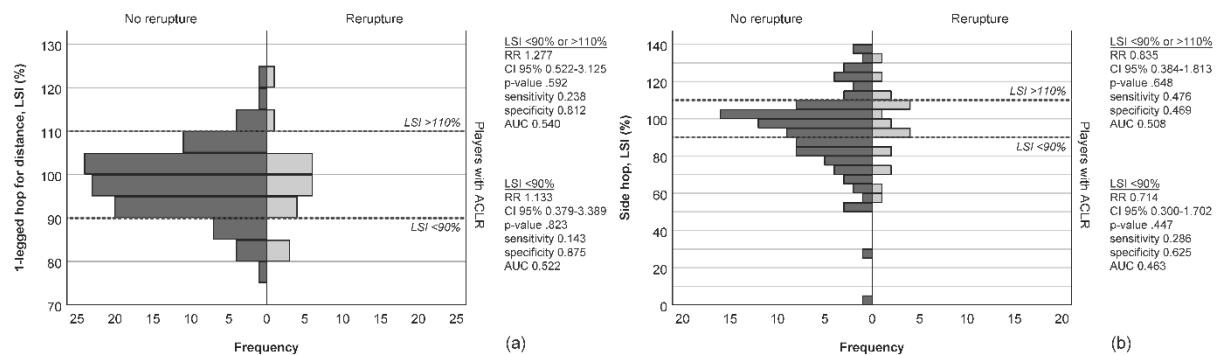 No rerupture
Rerupture
130
120
110
100
90
80
70
1-legged hop for distance, LSI (%)
LSI >110%
LSI <90%
Players with ACLR
25 20 15 10 5 0 5 10 15 20 25
Frequency
(a)
LSI <90% or >110%
RR 1.277
CI 95% 0.522-3.125
p-value .592
sensitivity 0.238
specificity 0.812
AUC 0.540
LSI <90%
RR 1.133
CI 95% 0.379-3.389
p-value .823
sensitivity 0.143
specificity 0.875
AUC 0.522
No rerupture
Rerupture
140
120
100
80
60
40
20
0
Side hop, LSI (%)
LSI >110%
LSI <90%
Players with ACLR
20 15 10 5 0 5 10 15 20
Frequency
(b)
LSI <90% or >110%
RR 0.835
CI 95% 0.384-1.813
p-value .648
sensitivity 0.476
specificity 0.469
AUC 0.508
LSI <90%
RR 0.714
CI 95% 0.300-1.702
p-value .447
sensitivity 0.286
specificity 0.625
AUC 0.463